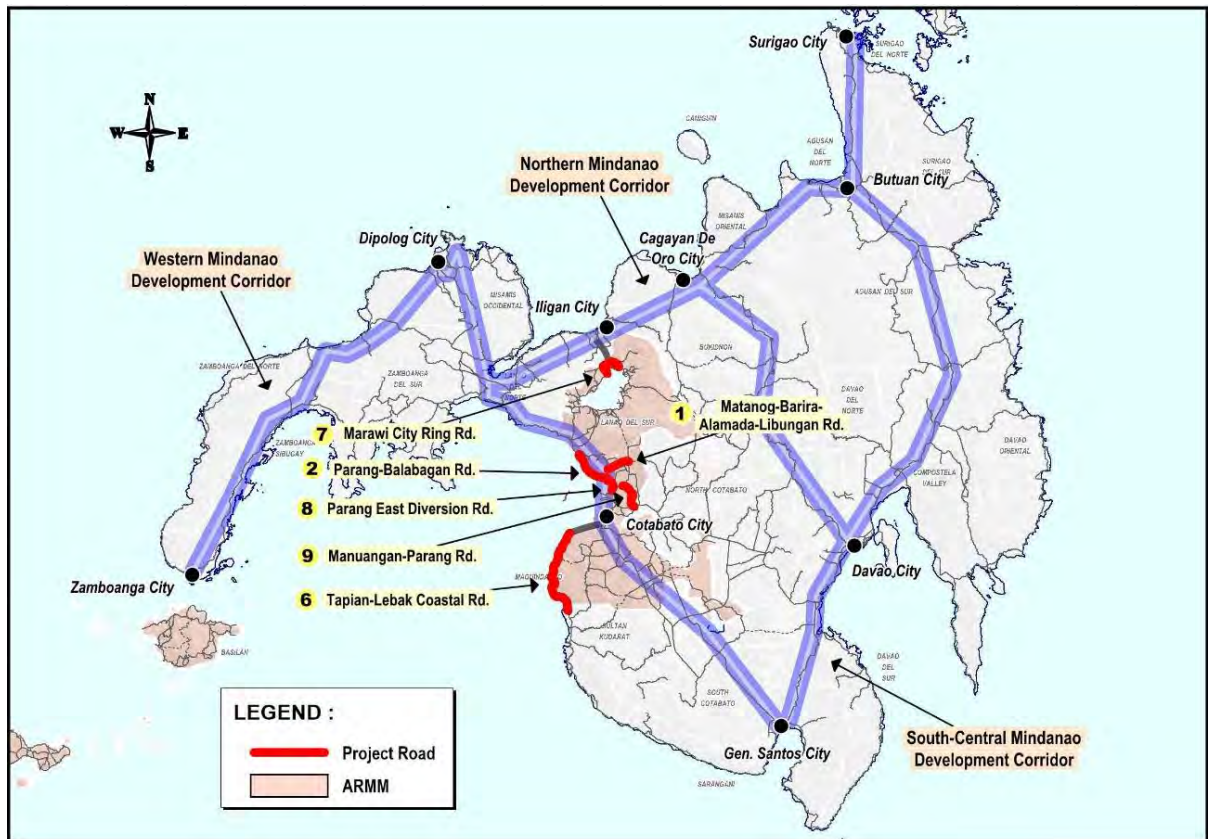 Surigao City
SURIGAO
DEL NORTE
N
W E
S
CAMIGUIN
AGUSAN
DEL
NORTE
SURIGAO
DEL SUR
Northern Mindanao
Development Corridor
Butuan City
MISAMIS
ORIENTAL
Dipolog City
Cagayan De
Oro City
Western Mindanao
Development Corridor
MISAMIS
OCCIDENTAL
Iligan City
AGUSAN DEL SUR
BUKIDNON
ZAMBOANGA DEL NORTE
ZAMBOANGA
DEL SUR
DAVAO
DEL
NORTE
1 Matanog-Barira-
Alamada-Libungan Rd.
LANAO DEL SUR
7 Marawi City Ring Rd.
ZAMBOANGA
SIBUGAY
DAVAO
ORIENTAL
2 Parang-Balabagan Rd.
COMPOSTELA
VALLEY
NORTH COTABATO
8 Parang East Diversion Rd.
Cotabato City
9 Manuangan-Parang Rd.
Davao City
Zamboanga City
MAGUINDANAO
6 Tapian-Lebak Coastal Rd.
SULTAN
KUDARAT
BASILAN
DAVAO
DEL
SUR
SOUTH
COTABATO
LEGEND :
Project Road
ARMM
Gen. Santos City
South-Central Mindanao
Development Corridor
SARANGANI